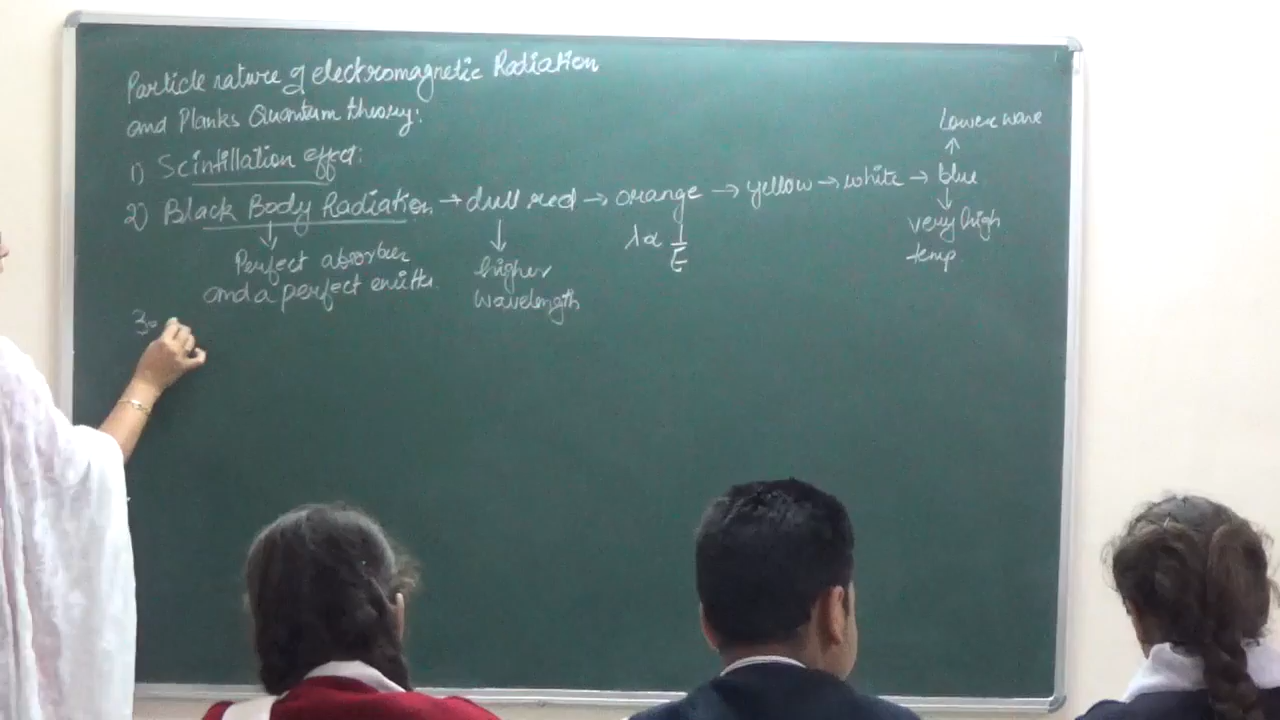 Particle nature of electromagnetic Radiation
and Planks Quantum theory:
1) Scintillation effect:
2) Black Body Radiation → dull red → orange → yellow → white → blue
↑
Lower wave
↓
Perfect absorber
and a perfect emitter.
↓
higher
wavelength
λ ∝ 1/E
↓
very high
temp
3.